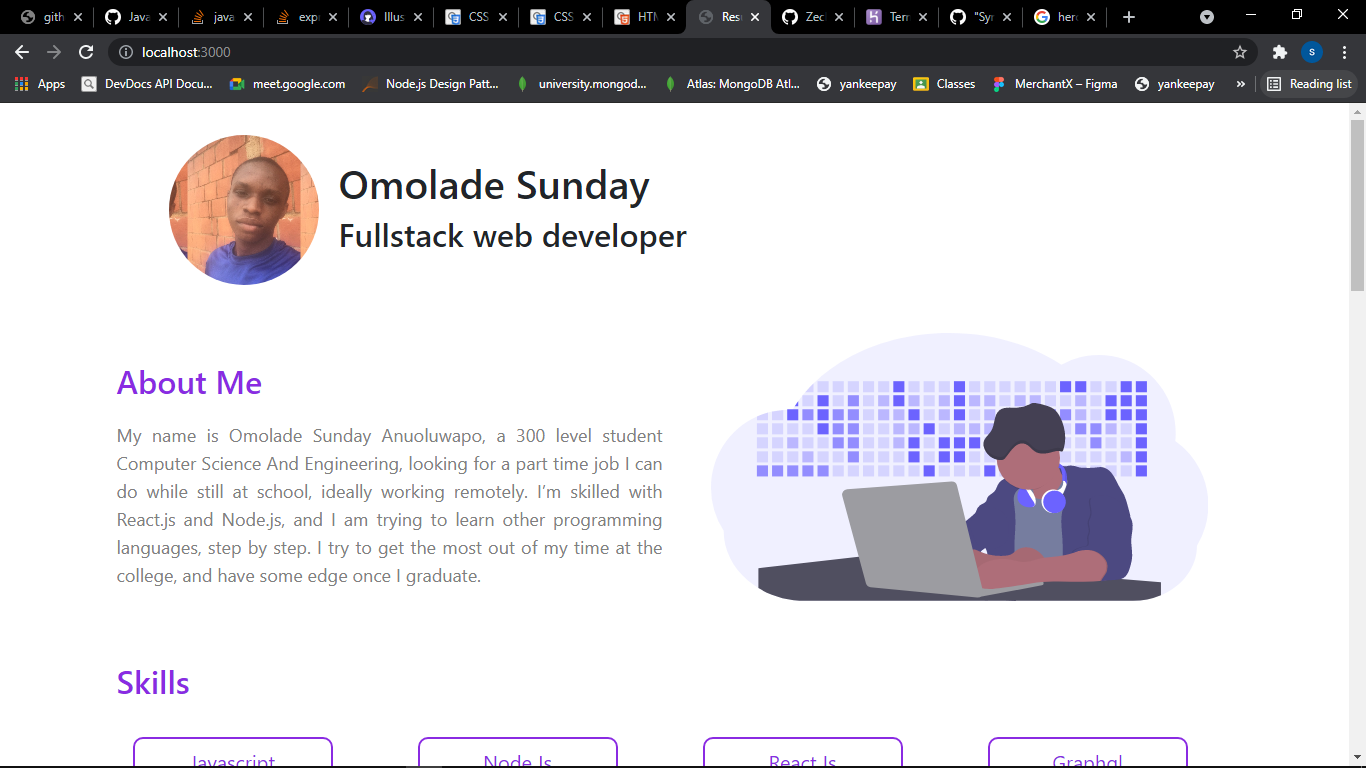 gith
Java
java
exp
Illus
CSS
CSS
HTM
Res
Zec
Terr
"Syr
her
localhost:3000
Apps
DevDocs API Docu...
meet.google.com
Node.js Design Patt...
university.mongod...
Atlas: MongoDB Atl...
yankeepay
Classes
MerchantX – Figma
yankeepay
»
Reading list
S
Omolade Sunday
Fullstack web developer
About Me
My name is Omolade Sunday Anuoluwapo, a 300 level student
Computer Science And Engineering, looking for a part time job I can
do while still at school, ideally working remotely. I’m skilled with
React.js and Node.js, and I am trying to learn other programming
languages, step by step. I try to get the most out of my time at the
college, and have some edge once I graduate.
Skills
Javascript
Node Js
React Js
Graphql